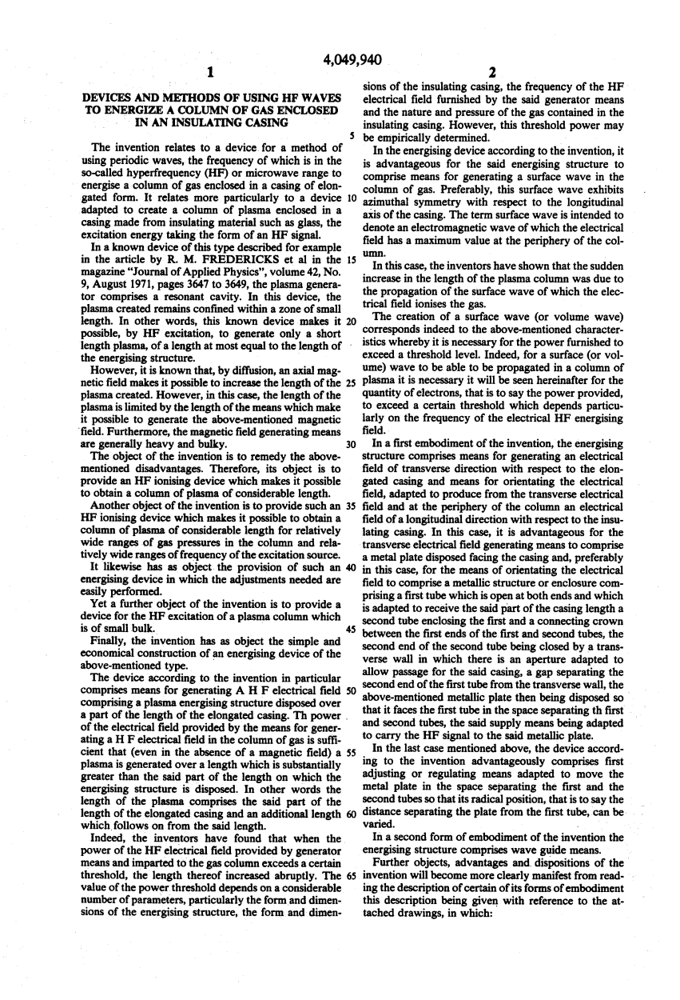 4,049,940
1
DEVICES AND METHODS OF USING HF WAVES
TO ENERGIZE A COLUMN OF GAS ENCLOSED
IN AN INSULATING CASING
The invention relates to a device for a method of
using periodic waves, the frequency of which is in the
so-called hyperfrequency (HF) or microwave range to
energise a column of gas enclosed in a casing of elon-
gated form. It relates more particularly to a device
adapted to create a column of plasma enclosed in a
casing made from insulating material such as glass, the
excitation energy taking the form of an HF signal.
In a known device of this type described for example
in the article by R. M. FREDERICKS et al in the
magazine “Journal of Applied Physics”, volume 42, No.
9, August 1971, pages 3647 to 3649, the plasma genera-
tor comprises a resonant cavity. In this device, the
plasma created remains confined within a zone of small
length. In other words, this known device makes it
possible, by HF excitation, to generate only a short
length plasma, of a length at most equal to the length of
the energising structure.
However, it is known that, by diffusion, an axial mag-
netic field makes it possible to increase the length of the
plasma created. However, in this case, the length of the
plasma is limited by the length of the means which make
it possible to generate the above-mentioned magnetic
field. Furthermore, the magnetic field generating means
are generally heavy and bulky.
The object of the invention is to remedy the above-
mentioned disadvantages. Therefore, its object is to
provide an HF ionising device which makes it possible
to obtain a column of plasma of considerable length.
Another object of the invention is to provide such an
HF ionising device which makes it possible to obtain a
column of plasma of considerable length for relatively
wide ranges of gas pressures in the column and rela-
tively wide ranges of frequency of the excitation source.
It likewise has as object the provision of such an
energising device in which the adjustments needed are
easily performed.
Yet a further object of the invention is to provide a
device for the HF excitation of a plasma column which
is of small bulk.
Finally, the invention has as object the simple and
economical construction of an energising device of the
above-mentioned type.
The device according to the invention in particular
comprises means for generating A H F electrical field
comprising a plasma energising structure disposed over
a part of the length of the elongated casing. Th power
of the electrical field provided by the means for gener-
ating a H F electrical field in the column of gas is suffi-
cient that (even in the absence of a magnetic field) a
plasma is generated over a length which is substantially
greater than the said part of the length on which the
energising structure is disposed. In other words the
length of the plasma comprises the said part of the
length of the elongated casing and an additional length
which follows on from the said length.
Indeed, the inventors have found that when the
power of the HF electrical field provided by generator
means and imparted to the gas column exceeds a certain
threshold, the length thereof increased abruptly. The
value of the power threshold depends on a considerable
number of parameters, particularly the form and dimen-
sions of the energising structure, the form and dimen-
5
10
15
20
25
30
35
40
45
50
55
60
65
2
sions of the insulating casing, the frequency of the HF
electrical field furnished by the said generator means
and the nature and pressure of the gas contained in the
insulating casing. However, this threshold power may
be empirically determined.
In the energising device according to the invention, it
is advantageous for the said energising structure to
comprise means for generating a surface wave in the
column of gas. Preferably, this surface wave exhibits
azimuthal symmetry with respect to the longitudinal
axis of the casing. The term surface wave is intended to
denote an electromagnetic wave of which the electrical
field has a maximum value at the periphery of the col-
umn.
In this case, the inventors have shown that the sudden
increase in the length of the plasma column was due to
the propagation of the surface wave of which the elec-
trical field ionises the gas.
The creation of a surface wave (or volume wave)
corresponds indeed to the above-mentioned character-
istics whereby it is necessary for the power furnished to
exceed a threshold level. Indeed, for a surface (or vol-
ume) wave to be able to be propagated in a column of
plasma it is necessary it will be seen hereinafter for the
quantity of electrons, that is to say the power provided,
to exceed a certain threshold which depends particu-
larly on the frequency of the electrical HF energising
field.
In a first embodiment of the invention, the energising
structure comprises means for generating an electrical
field of transverse direction with respect to the elon-
gated casing and means for orientating the electrical
field, adapted to produce from the transverse electrical
field and at the periphery of the column an electrical
field of a longitudinal direction with respect to the insu-
lating casing. In this case, it is advantageous for the
transverse electrical field generating means to comprise
a metal plate disposed facing the casing and, preferably
in this case, for the means of orientating the electrical
field to comprise a metallic structure or enclosure com-
prising a first tube which is open at both ends and which
is adapted to receive the said part of the casing length a
second tube enclosing the first and a connecting crown
between the first ends of the first and second tubes, the
second end of the second tube being closed by a trans-
verse wall in which there is an aperture adapted to
allow passage for the said casing, a gap separating the
second end of the first tube from the transverse wall, the
above-mentioned metallic plate then being disposed so
that it faces the first tube in the space separating th first
and second tubes, the said supply means being adapted
to carry the HF signal to the said metallic plate.
In the last case mentioned above, the device accord-
ing to the invention advantageously comprises first
adjusting or regulating means adapted to move the
metal plate in the space separating the first and the
second tubes so that its radical position, that is to say the
distance separating the plate from the first tube, can be
varied.
In a second form of embodiment of the invention the
energising structure comprises wave guide means.
Further objects, advantages and dispositions of the
invention will become more clearly manifest from read-
ing the description of certain of its forms of embodiment
this description being given with reference to the at-
tached drawings, in which: